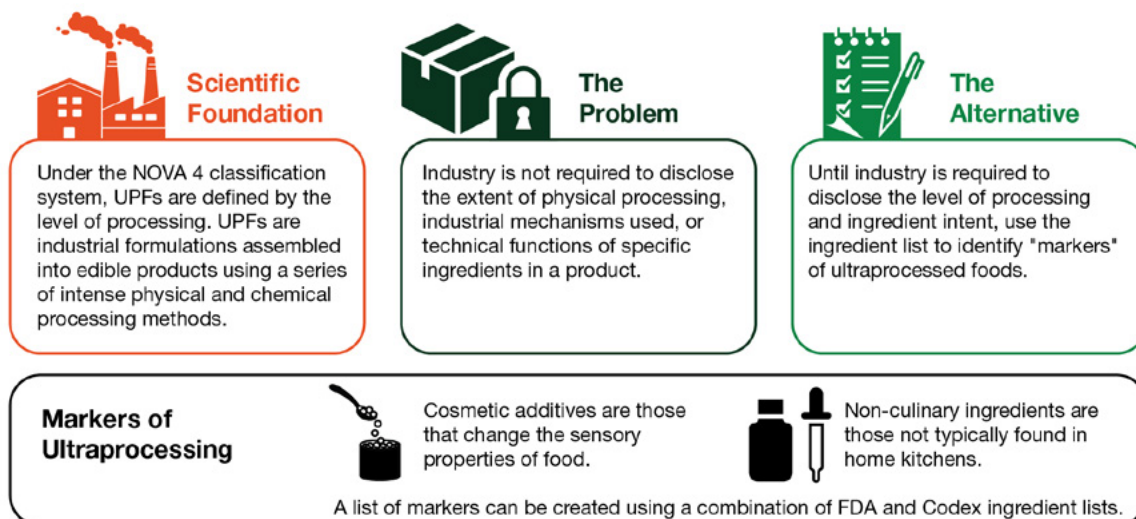 Scientific
Foundation
Under the NOVA 4 classification
system, UPFs are defined by the
level of processing. UPFs are
industrial formulations assembled
into edible products using a series
of intense physical and chemical
processing methods.
The
Problem
Industry is not required to disclose
the extent of physical processing,
industrial mechanisms used, or
technical functions of specific
ingredients in a product.
The
Alternative
Until industry is required to
disclose the level of processing
and ingredient intent, use the
ingredient list to identify "markers"
of ultraprocessed foods.
Markers of
Ultraprocessing
Cosmetic additives are those
that change the sensory
properties of food.
Non-culinary ingredients are
those not typically found in
home kitchens.
A list of markers can be created using a combination of FDA and Codex ingredient lists.